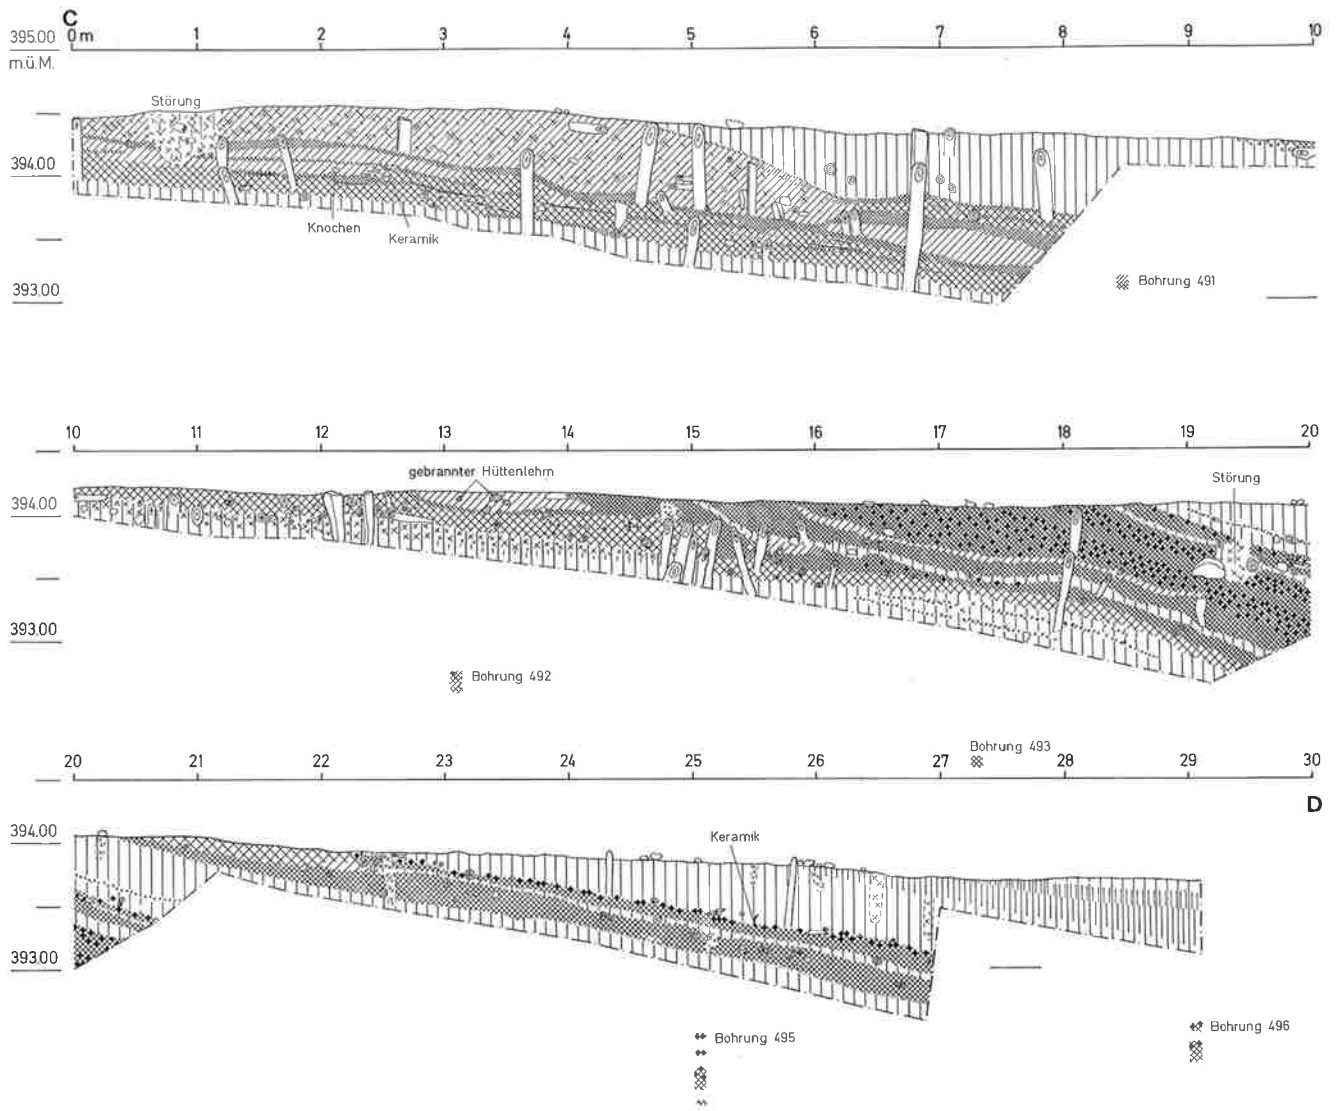 C
0 m 1 2 3 4 5 6 7 8 9 10
395.00
m.ü.M.
Störung
394.00
Knochen
Keramik
Bohrung 491
393.00
10 11 12 13 14 15 16 17 18 19 20
gebrannter Hüttenlehm
Störung
394.00
393.00
Bohrung 492
Bohrung 493
20 21 22 23 24 25 26 27 28 29 30
D
394.00
Keramik
393.00
Bohrung 495
Bohrung 496